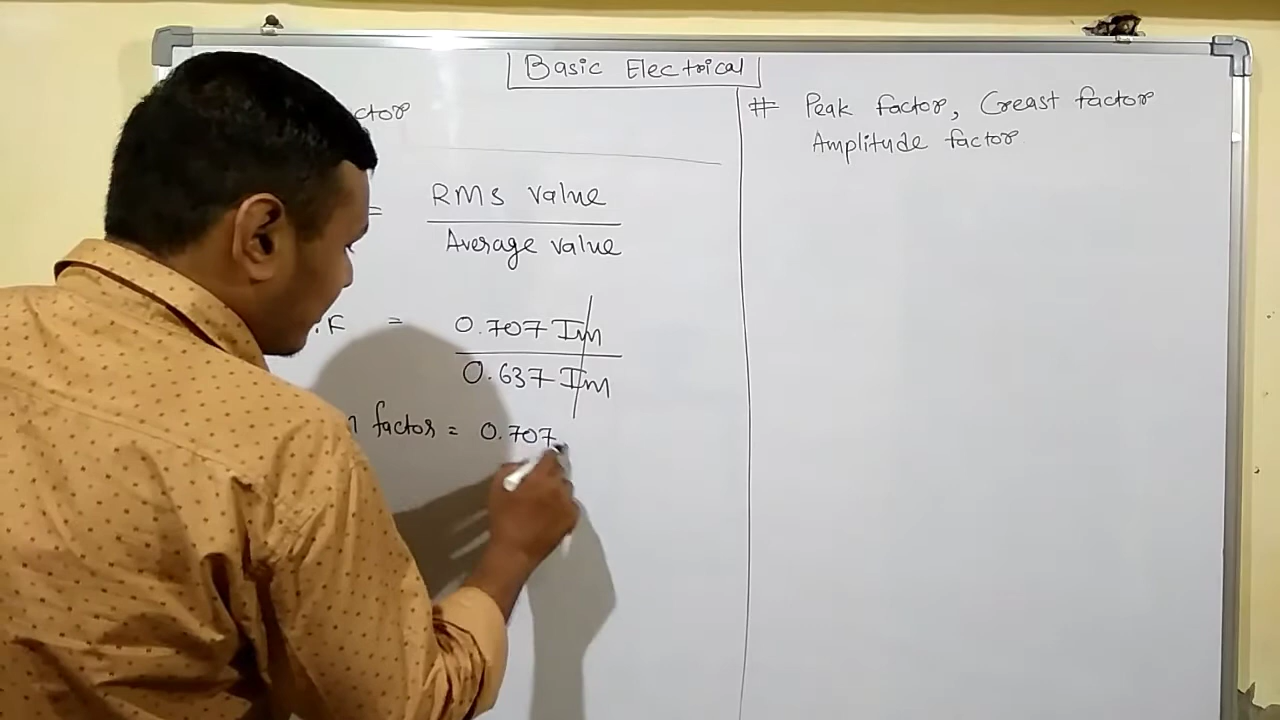 Basic Electrical
ctor
= RMS value
Average value
.F = 0.707 Im
0.637 Im
factor = 0.707
# Peak factor, Creast factor
Amplitude factor